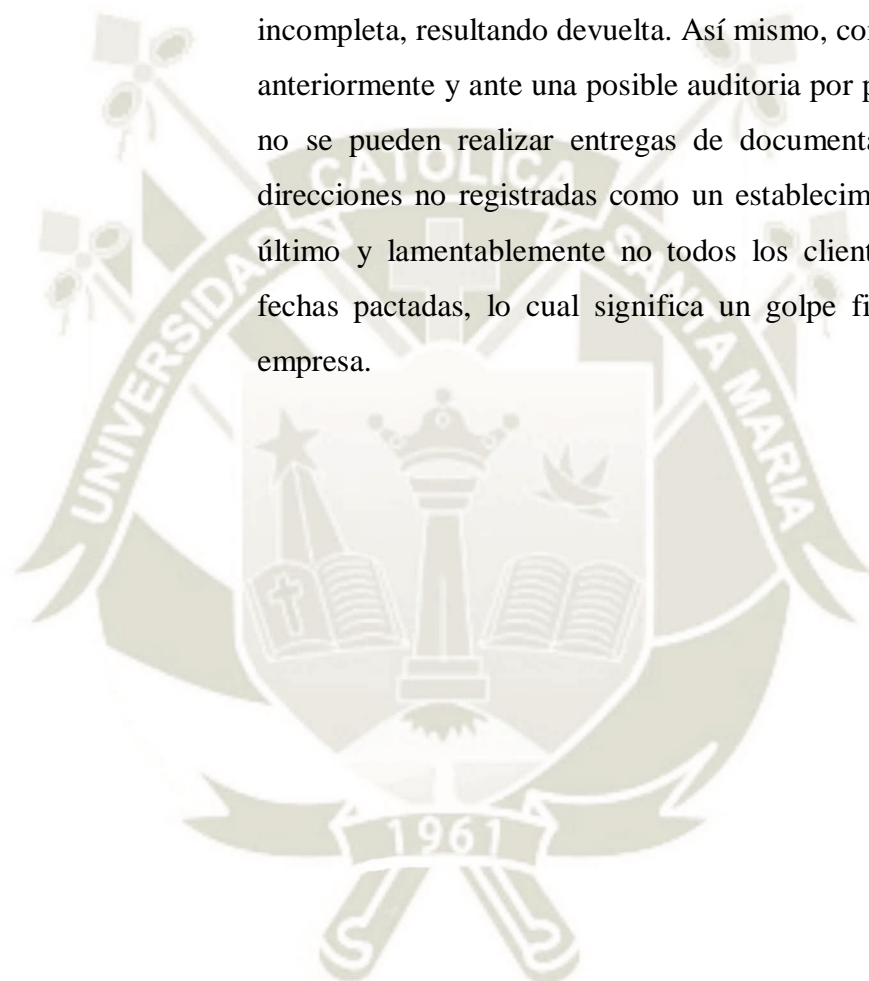 incompleta, resultando devuelta. Así mismo, co
anteriormente y ante una posible auditoria por p
no se pueden realizar entregas de documenta
direcciones no registradas como un establecim
último y lamentablemente no todos los client
fechas pactadas, lo cual significa un golpe fi
empresa.
UNIVERSIDAD CATOLICA SANTA MARIA
1961